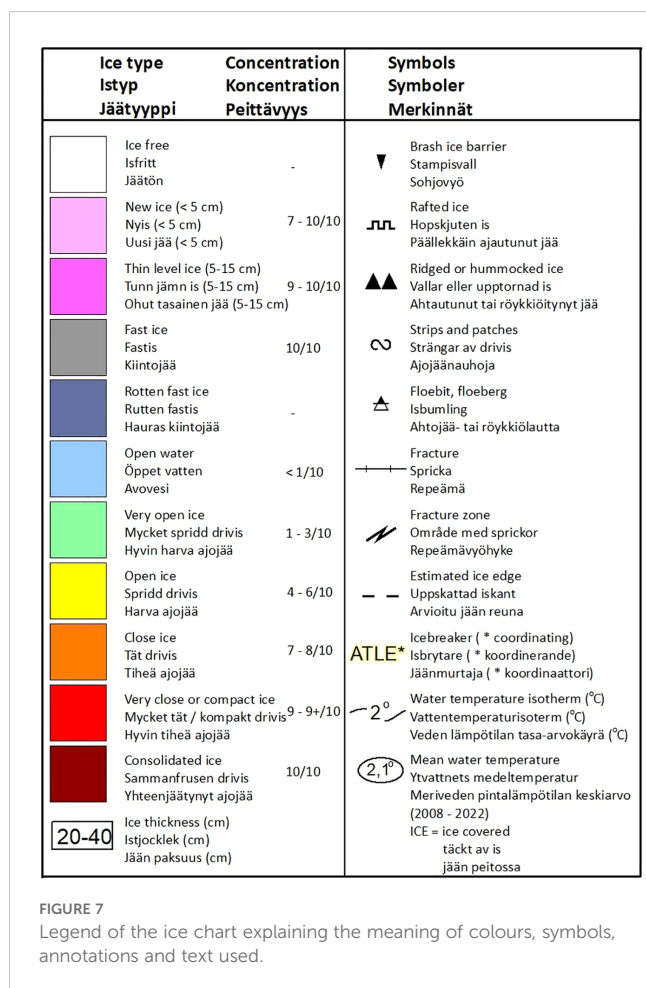 Ice type Concentration Symbols
Istyp Koncentration Symboler
Jäätyyppi Peittävyys Merkinnät
Ice free
Isfritt
Jäätön
-
New ice (< 5 cm)
Nyis (< 5 cm)
Uusi jää (< 5 cm)
7 - 10/10
Thin level ice (5-15 cm)
Tunn jämn is (5-15 cm)
Ohut tasainen jää (5-15 cm)
9 - 10/10
Fast ice
Fastis
Kiintojää
10/10
Rotten fast ice
Rutten fastis
Hauras kiintojää
-
Open water
Öppet vatten
Avovesi
< 1/10
Very open ice
Mycket spridd drivis
Hyvin harva ajojää
1 - 3/10
Open ice
Spridd drivis
Harva ajojää
4 - 6/10
Close ice
Tät drivis
Tiheä ajojää
7 - 8/10
Very close or compact ice
Mycket tät / kompakt drivis
Hyvin tiheä ajojää
9 - 9+/10
Consolidated ice
Sammanfrusen drivis
Yhteenjäätynyt ajojää
10/10
20-40
Ice thickness (cm)
Istjocklek (cm)
Jään paksuus (cm)
Brash ice barrier
Stampisvall
Sohjovyö
Rafted ice
Hopskjuten is
Päällekkäin ajautunut jää
Ridged or hummocked ice
Vallar eller upptornad is
Ahtautunut tai röykkiöitynyt jää
Strips and patches
Strängar av drivis
Ajojäänauhoja
Floebit, floeberg
Isbumling
Ahtojää- tai röykkiölautta
Fracture
Spricka
Repeämä
Fracture zone
Område med sprickor
Repeämävyöhyke
Estimated ice edge
Uppskattad iskant
Arvioitu jään reuna
ATLE*
Icebreaker ( * coordinating)
Isbrytare ( * koordinerande)
Jäänmurtaja ( * koordinaattori)
2°
Water temperature isotherm (°C)
Vattentemperaturisoterm (°C)
Veden lämpötilan tasa-arvokäyrä (°C)
2,1°
Mean water temperature
Ytvattnets medeltemperatur
Meriveden pintalämpötilan keskiarvo
(2008 - 2022)
ICE = ice covered
täckt av is
jään peitossa
FIGURE 7
Legend of the ice chart explaining the meaning of colours, symbols,
annotations and text used.